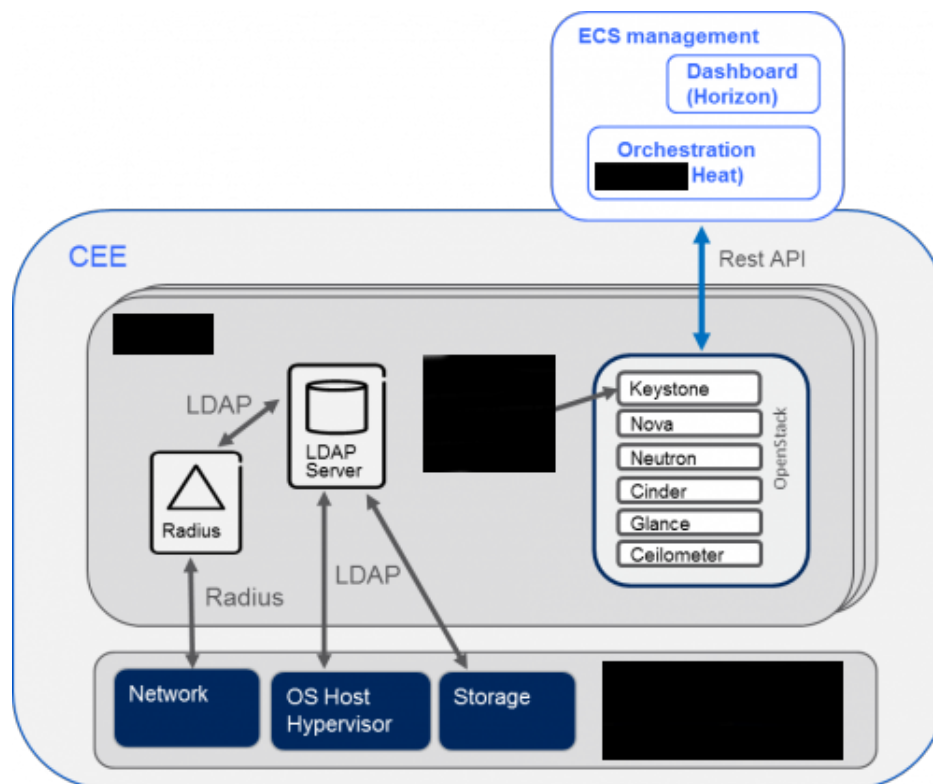 ECS management
Dashboard
(Horizon)
Orchestration
Heat)
CEE
Rest API
LDAP
LDAP
Server
Radius
Keystone
Nova
Neutron
Cinder
Glance
Ceilometer
OpenStack
Radius
LDAP
Network
OS Host
Hypervisor
Storage